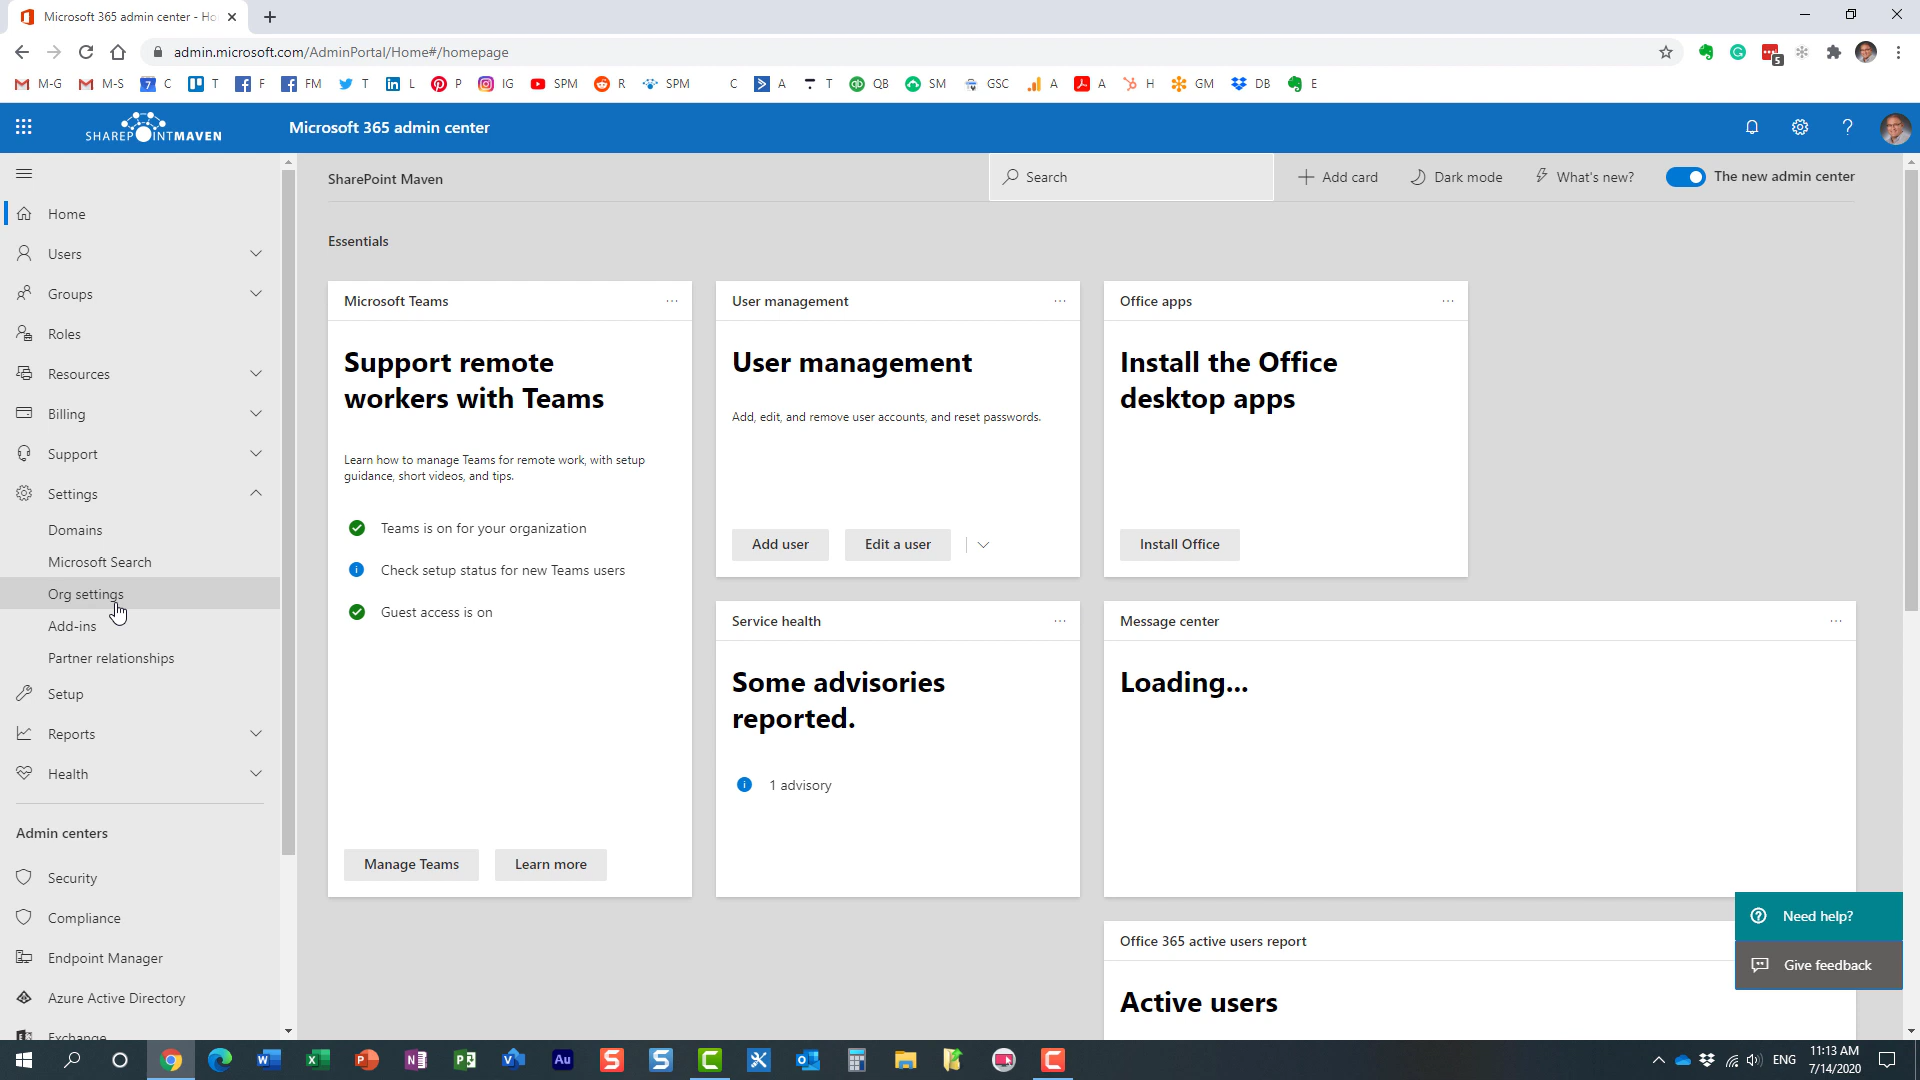 Microsoft 365 admin center - Ho
admin.microsoft.com/AdminPortal/Home#/homepage
M-G M-S 7 C T F FM T L P IG SPM R SPM C A T QB SM GSC A A H GM DB E
5
SHAREPOINTMAVEN
Microsoft 365 admin center
SharePoint Maven
Search
Add card
Dark mode
What's new?
The new admin center
Home
Users
Groups
Roles
Resources
Billing
Support
Settings
Domains
Microsoft Search
Org settings
Add-ins
Partner relationships
Setup
Reports
Health
Admin centers
Security
Compliance
Endpoint Manager
Azure Active Directory
Exchange
Essentials
Microsoft Teams
Support remote
workers with Teams
Learn how to manage Teams for remote work, with setup
guidance, short videos, and tips.
Teams is on for your organization
Check setup status for new Teams users
Guest access is on
Manage Teams
Learn more
User management
User management
Add, edit, and remove user accounts, and reset passwords.
Add user
Edit a user
Office apps
Install the Office
desktop apps
Install Office
Service health
Some advisories
reported.
1 advisory
Message center
Loading...
Office 365 active users report
Active users
Need help?
Give feedback
ENG
11:13 AM
7/14/2020